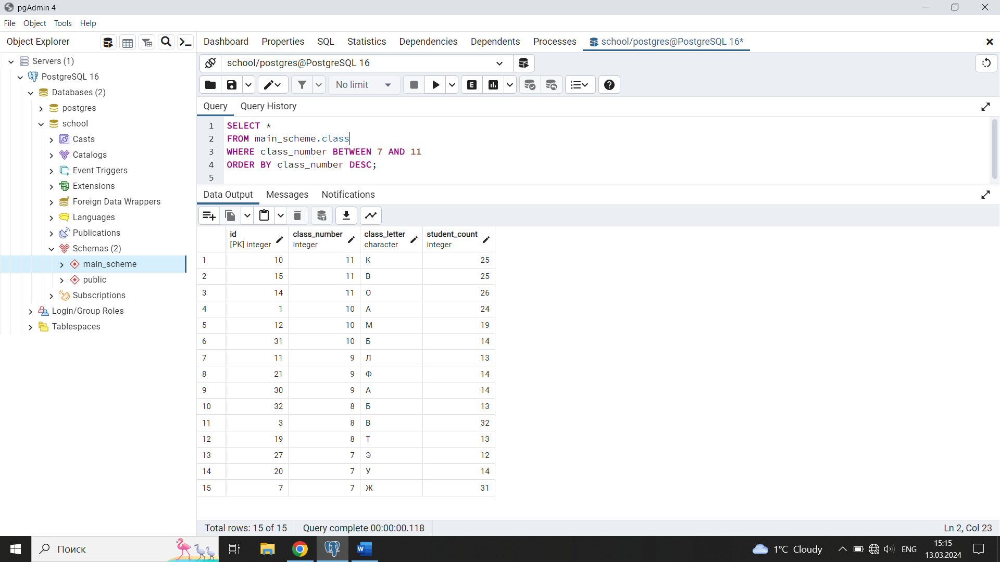 pgAdmin 4
File Object Tools Help
Object Explorer
Dashboard Properties SQL Statistics Dependencies Dependents Processes school/postgres@PostgreSQL 16*
Servers (1)
PostgreSQL 16
Databases (2)
postgres
school
Casts
Catalogs
Event Triggers
Extensions
Foreign Data Wrappers
Languages
Publications
Schemas (2)
main_scheme
public
Subscriptions
Login/Group Roles
Tablespaces
school/postgres@PostgreSQL 16
No limit
E
Query Query History
1 SELECT *
2 FROM main_scheme.class
3 WHERE class_number BETWEEN 7 AND 11
4 ORDER BY class_number DESC;
5
Data Output Messages Notifications
id class_number class_letter student_count
[PK] integer integer character integer
1 10 11 К 25
2 15 11 В 25
3 14 11 О 26
4 1 10 А 24
5 12 10 М 19
6 31 10 Б 14
7 11 9 Л 13
8 21 9 Ф 14
9 30 9 А 14
10 32 8 Б 13
11 3 8 В 32
12 19 8 Т 13
13 27 7 Э 12
14 20 7 У 14
15 7 7 Ж 31
Total rows: 15 of 15 Query complete 00:00:00.118 Ln 2, Col 23
Поиск
W
1°C Cloudy
ENG
15:15
13.03.2024